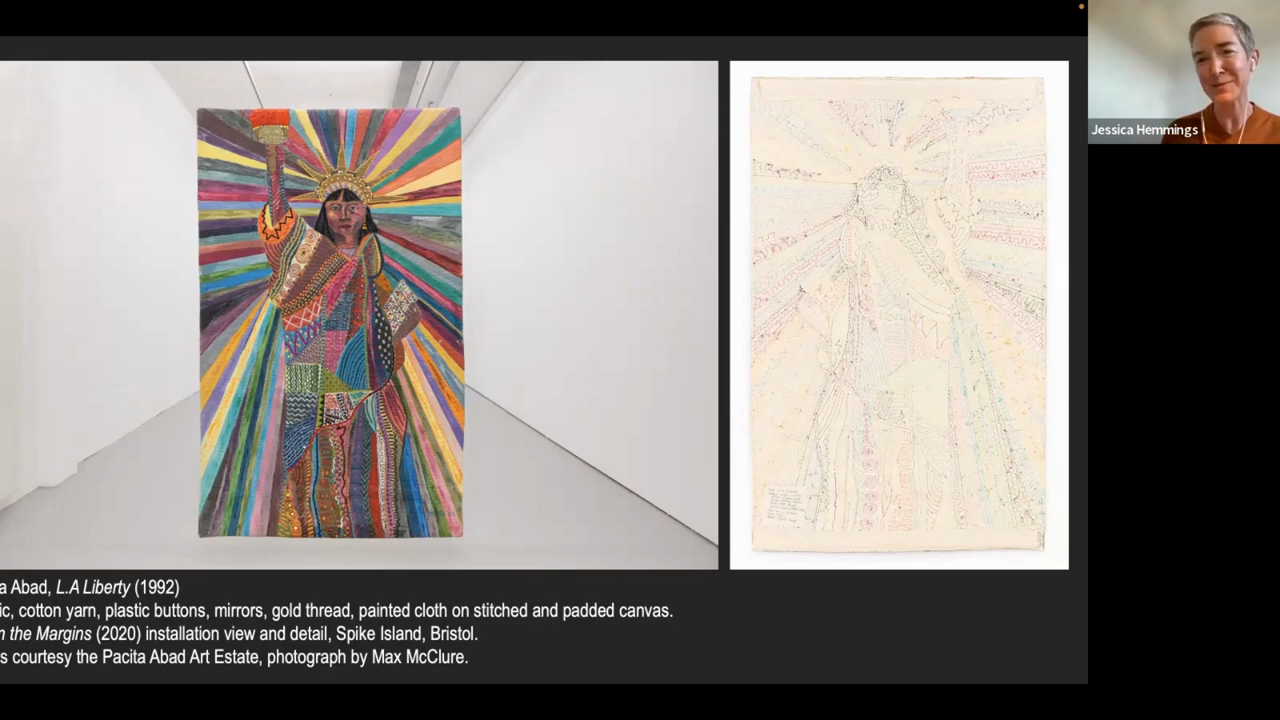 Jessica Hemmings
a Abad, L.A Liberty (1992)
ic, cotton yarn, plastic buttons, mirrors, gold thread, painted cloth on stitched and padded canvas.
n the Margins (2020) installation view and detail, Spike Island, Bristol.
s courtesy the Pacita Abad Art Estate, photograph by Max McClure.